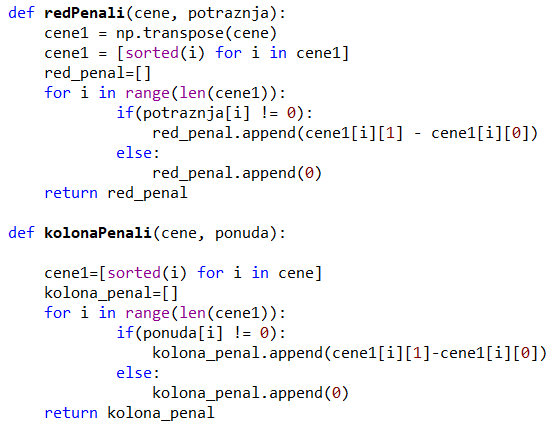 def redPenali(cene, potraznja):
    cene1 = np.transpose(cene)
    cene1 = [sorted(i) for i in cene1]
    red_penal=[]
    for i in range(len(cene1)):
            if(potraznja[i] != 0):
                red_penal.append(cene1[i][1] - cene1[i][0])
            else:
                red_penal.append(0)
    return red_penal

def kolonaPenali(cene, ponuda):

    cene1=[sorted(i) for i in cene]
    kolona_penal=[]
    for i in range(len(cene1)):
            if(ponuda[i] != 0):
                kolona_penal.append(cene1[i][1]-cene1[i][0])
            else:
                kolona_penal.append(0)
    return kolona_penal